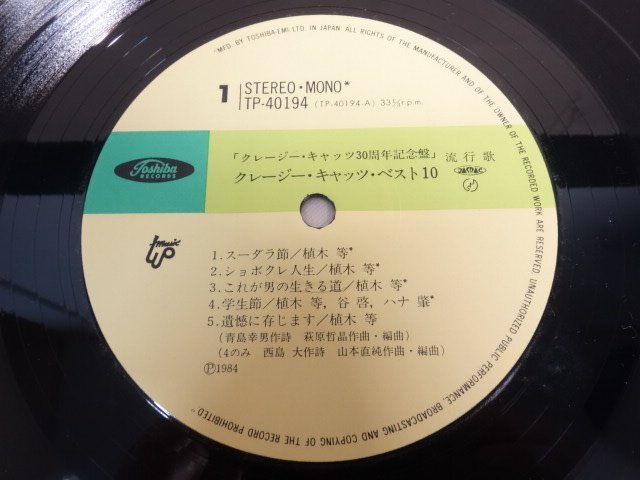 "MFG. BY TOSHIBA-EMI LTD. IN JAPAN. ALL RIGHTS OF THE MANUFACTURER AND OF THE OWNER OF THE RECORDED WORK ARE RESERVED. UNAUTHORIZED PUBLIC PERFORMANCE, BROADCASTING AND COPYING OF THE RECORD PROHIBITED"
1 STEREO・MONO*
TP-40194 (TP-40194-A) 33⅓r.p.m.
「クレージー・キャッツ30周年記念盤」 流行歌
クレージー・キャッツ・ベスト10
Toshiba
RECORDS
music
1.スーダラ節/植木 等*
2.ショボクレ人生/植木 等*
3.これが男の生きる道/植木 等*
4.学生節/植木 等, 谷 啓, ハナ 肇*
5.遺憾に存じます/植木 等
(青島幸男作詩 萩原哲晶作曲・編曲)
(4のみ 西島 大作詩 山本直純作曲・編曲)
Ⓟ1984